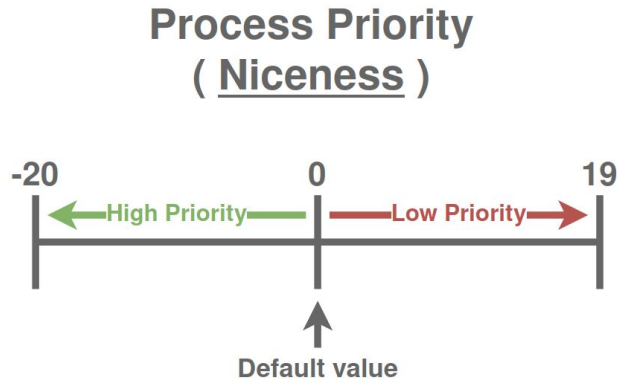 Process Priority
( Niceness )
-20 0 19
High Priority Low Priority
Default value